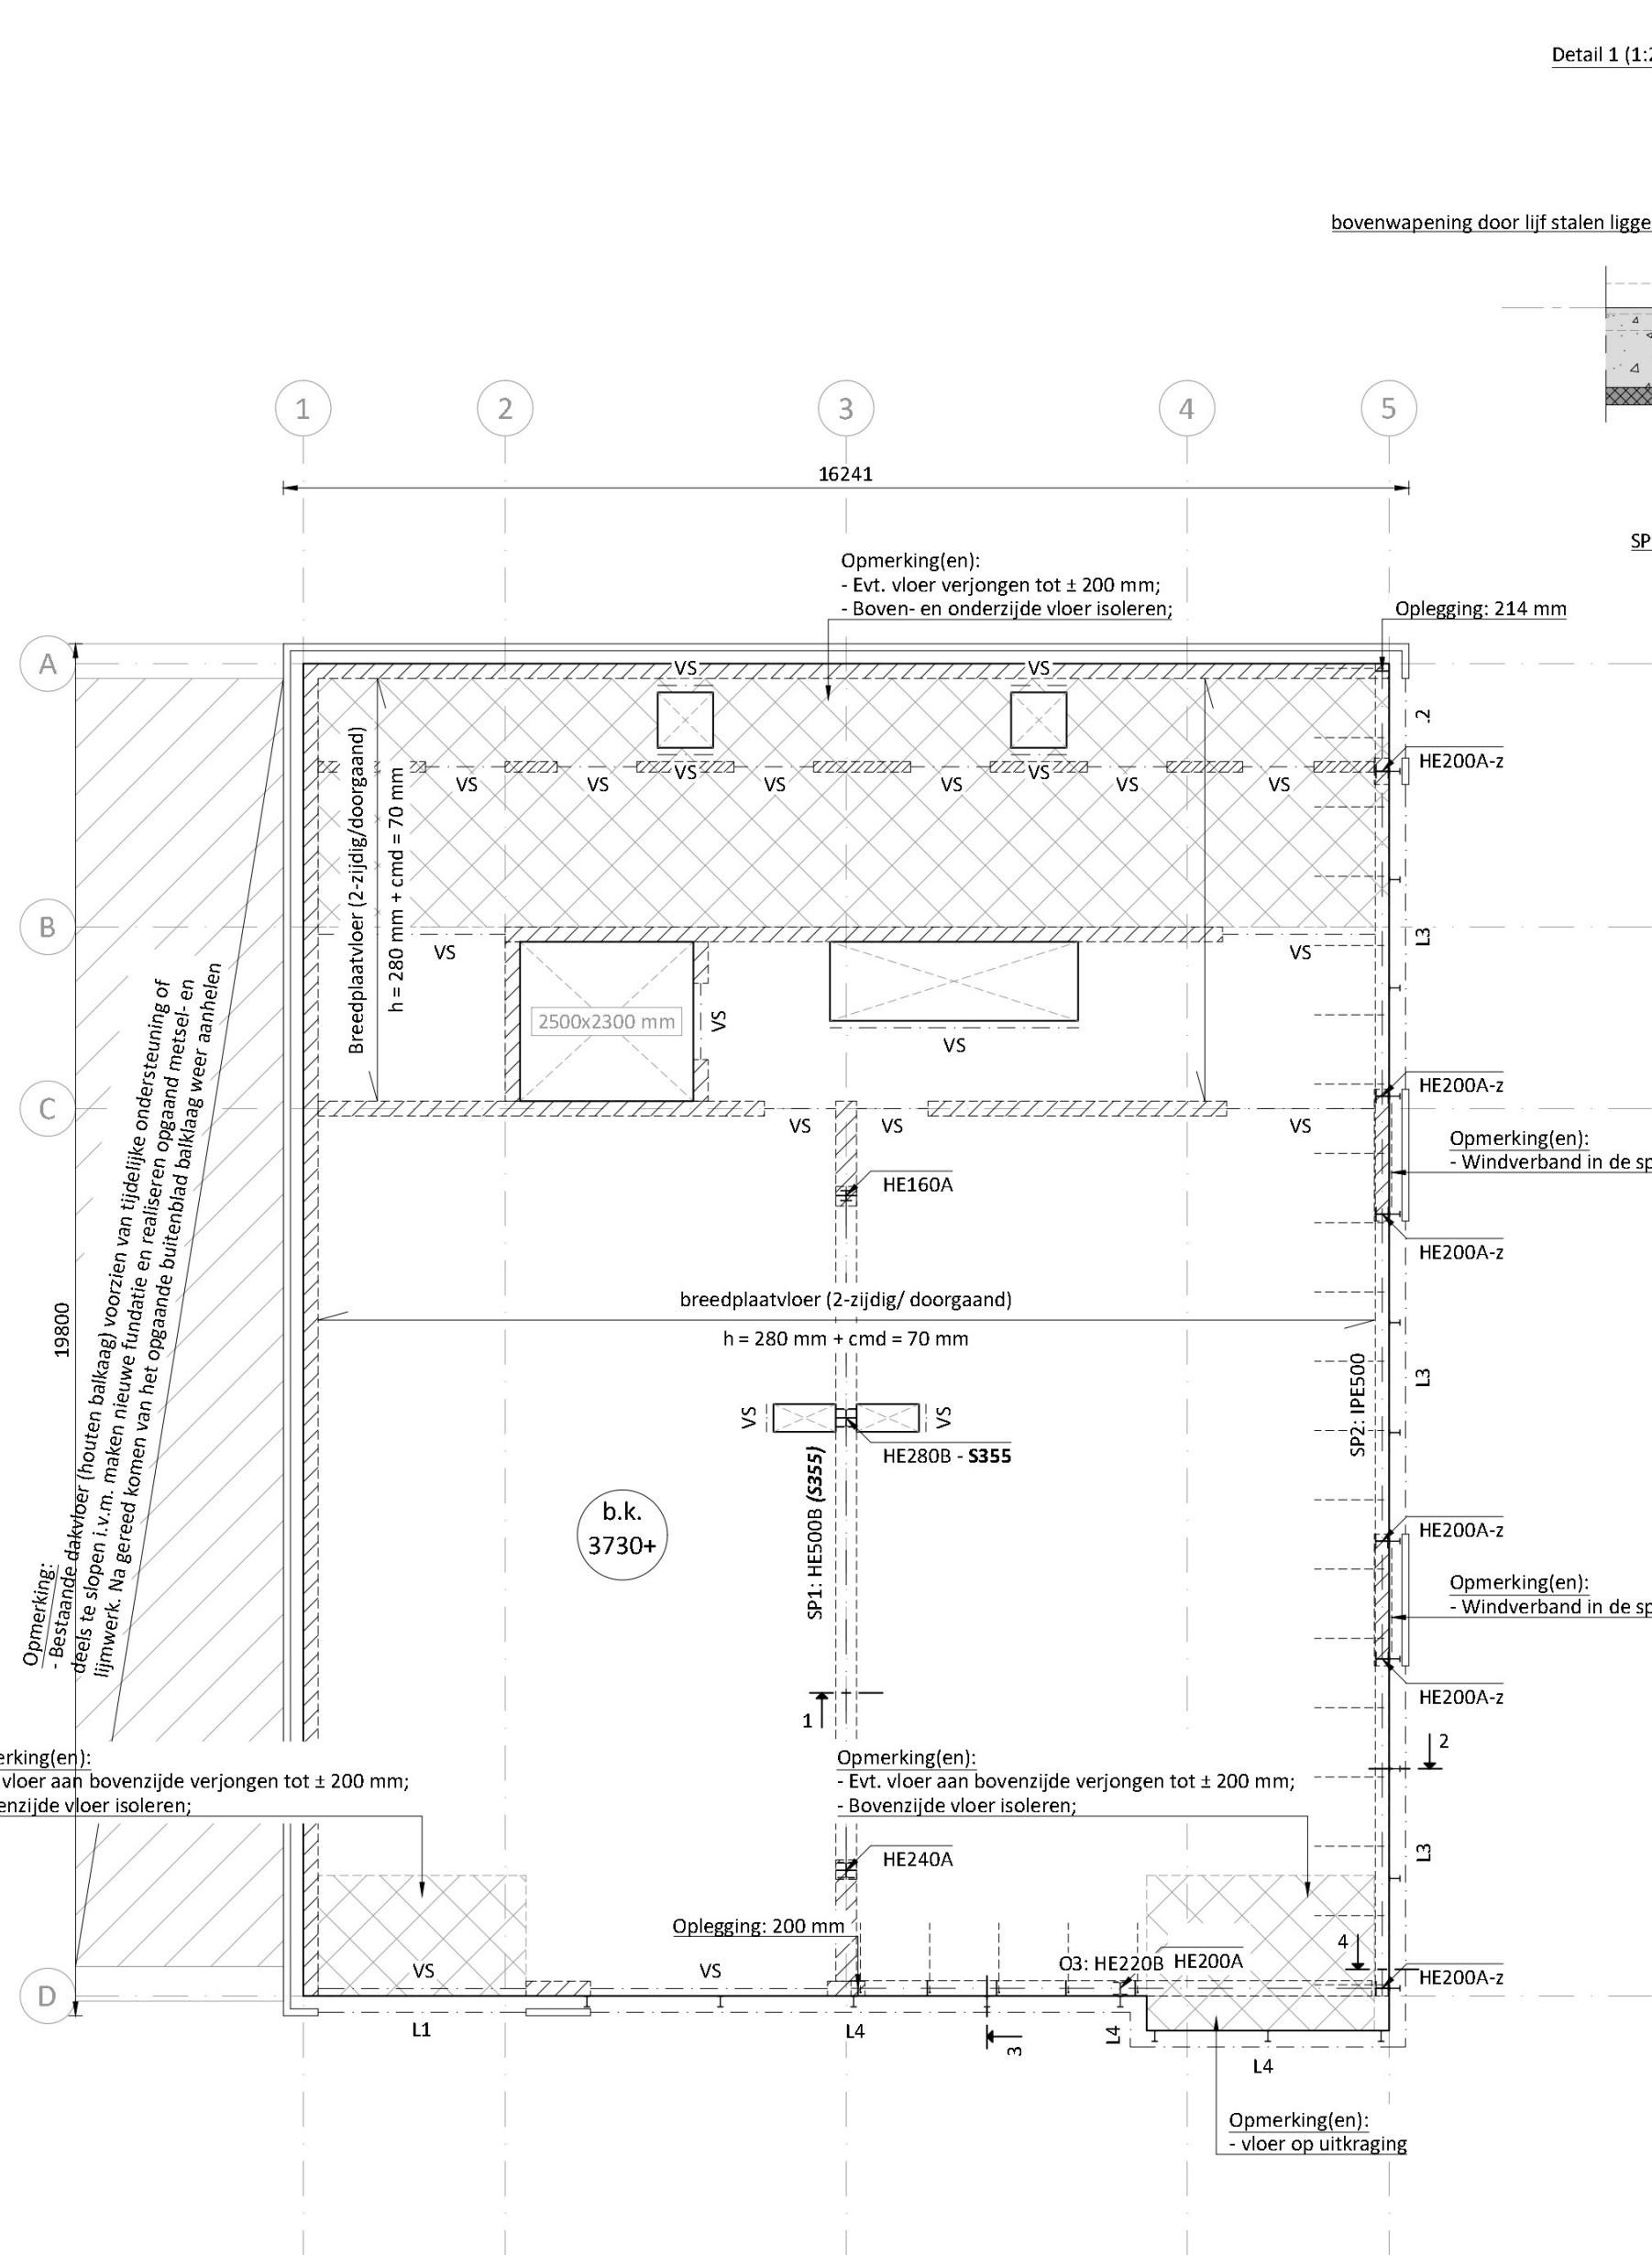 Detail 1 (1:2
bovenwapening door lijf stalen ligge
1
2
3
4
5
16241
SP
Opmerking(en):
- Evt. vloer verjongen tot ± 200 mm;
- Boven- en onderzijde vloer isoleren;
Oplegging: 214 mm
A
VS
VS
.2
HE200A-z
VS
VS
VS
VS
VS
VS
VS
VS
Breedplaatvloer (2-zijdig/doorgaand)
h = 280 mm + cmd = 70 mm
B
VS
VS
L3
2500x2300 mm
VS
VS
C
HE200A-z
VS
VS
VS
Opmerking(en):
- Windverband in de sp
HE160A
HE200A-z
breedplaatvloer (2-zijdig/ doorgaand)
h = 280 mm + cmd = 70 mm
19800
Opmerking:
- Bestaande dakvloer (houten balkaag) voorzien van tijdelijke ondersteuning of
deels te slopen i.v.m. maken nieuwe fundatie en realiseren opgaand metsel- en
lijmwerk. Na gereed komen van het opgaande buitenblad balklaag weer aanhelen
L3
SP2: IPE500
VS
VS
HE280B - S355
SP1: HE500B (S355)
b.k.
3730+
HE200A-z
Opmerking(en):
- Windverband in de sp
HE200A-z
1
2
erking(en):
vloer aan bovenzijde verjongen tot ± 200 mm;
enzijde vloer isoleren;
Opmerking(en):
- Evt. vloer aan bovenzijde verjongen tot ± 200 mm;
- Bovenzijde vloer isoleren;
HE240A
L3
Oplegging: 200 mm
4
O3: HE220B
HE200A
VS
VS
HE200A-z
D
L1
L4
3
L4
L4
Opmerking(en):
- vloer op uitkraging